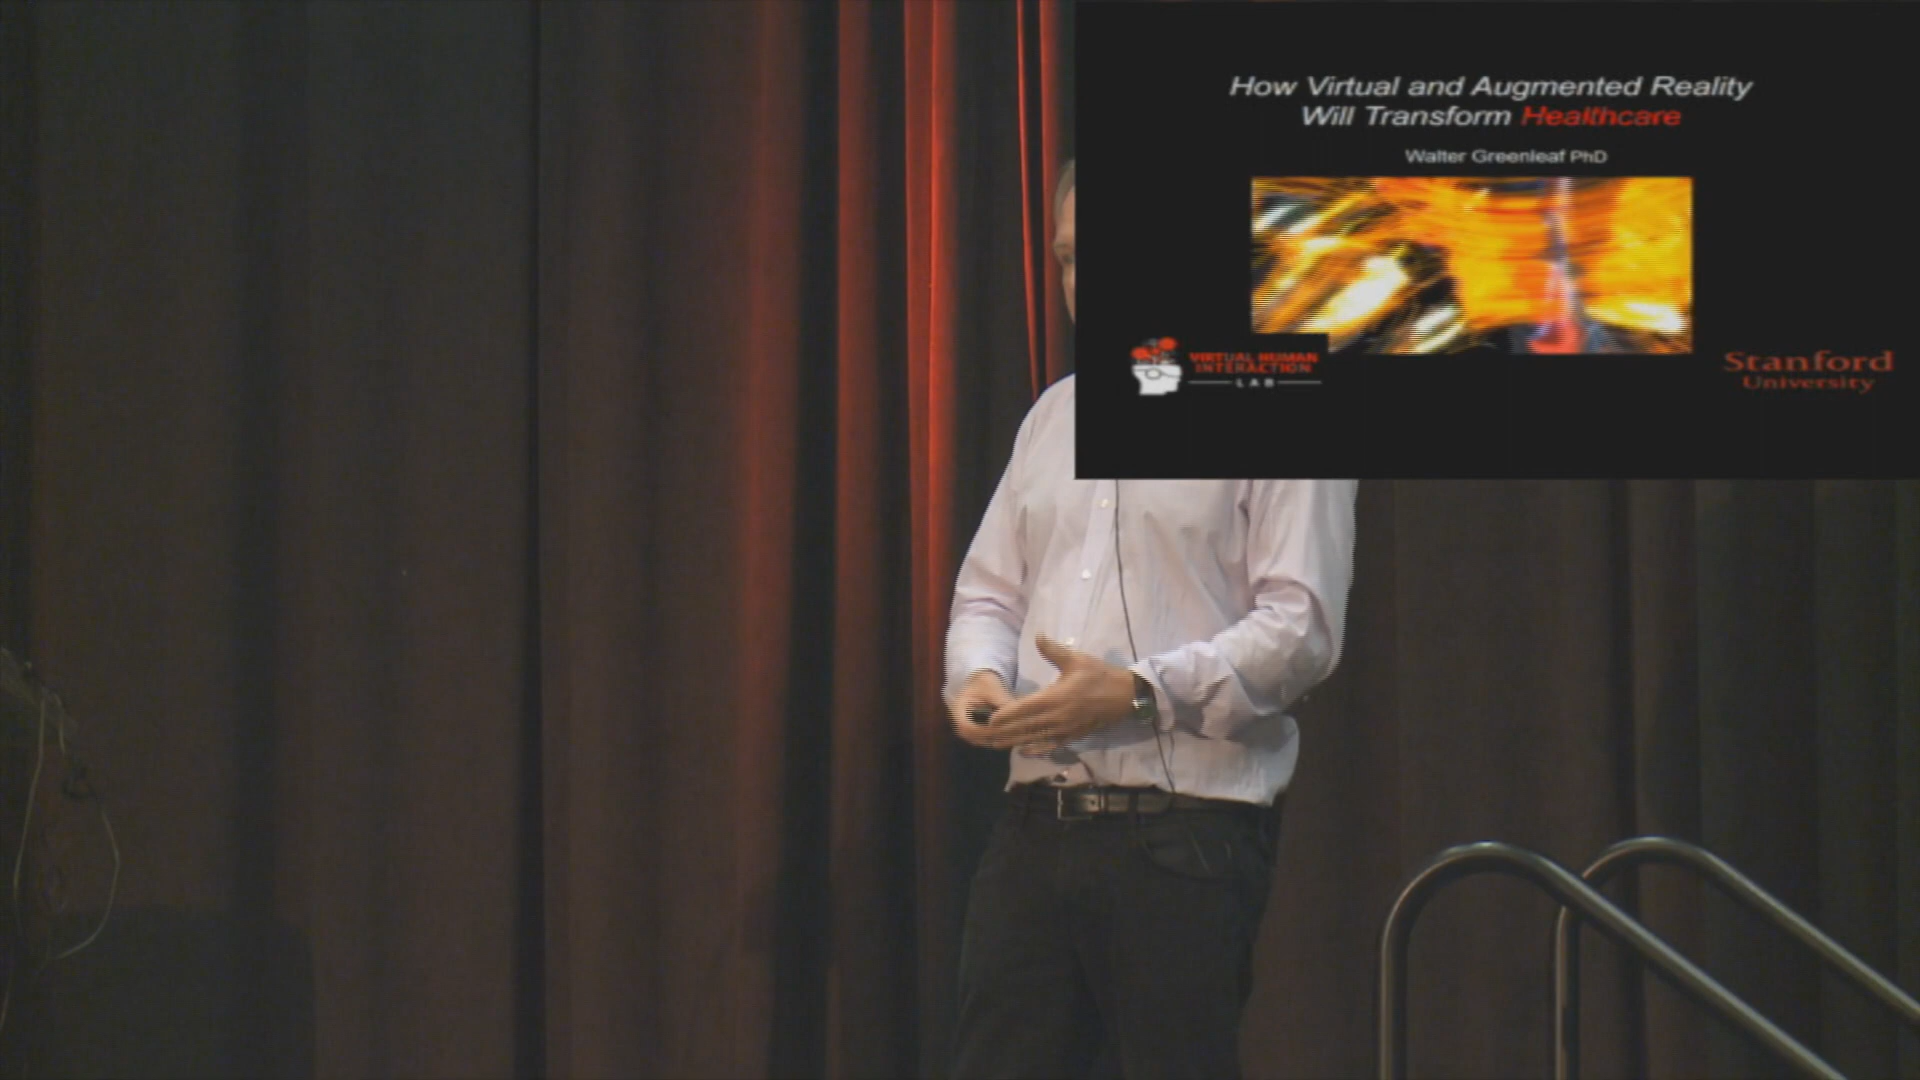 How Virtual and Augmented Reality
Will Transform Healthcare
Walter Greenleaf PhD
VIRTUAL HUMAN
INTERACTION
LAB
Stanford
University